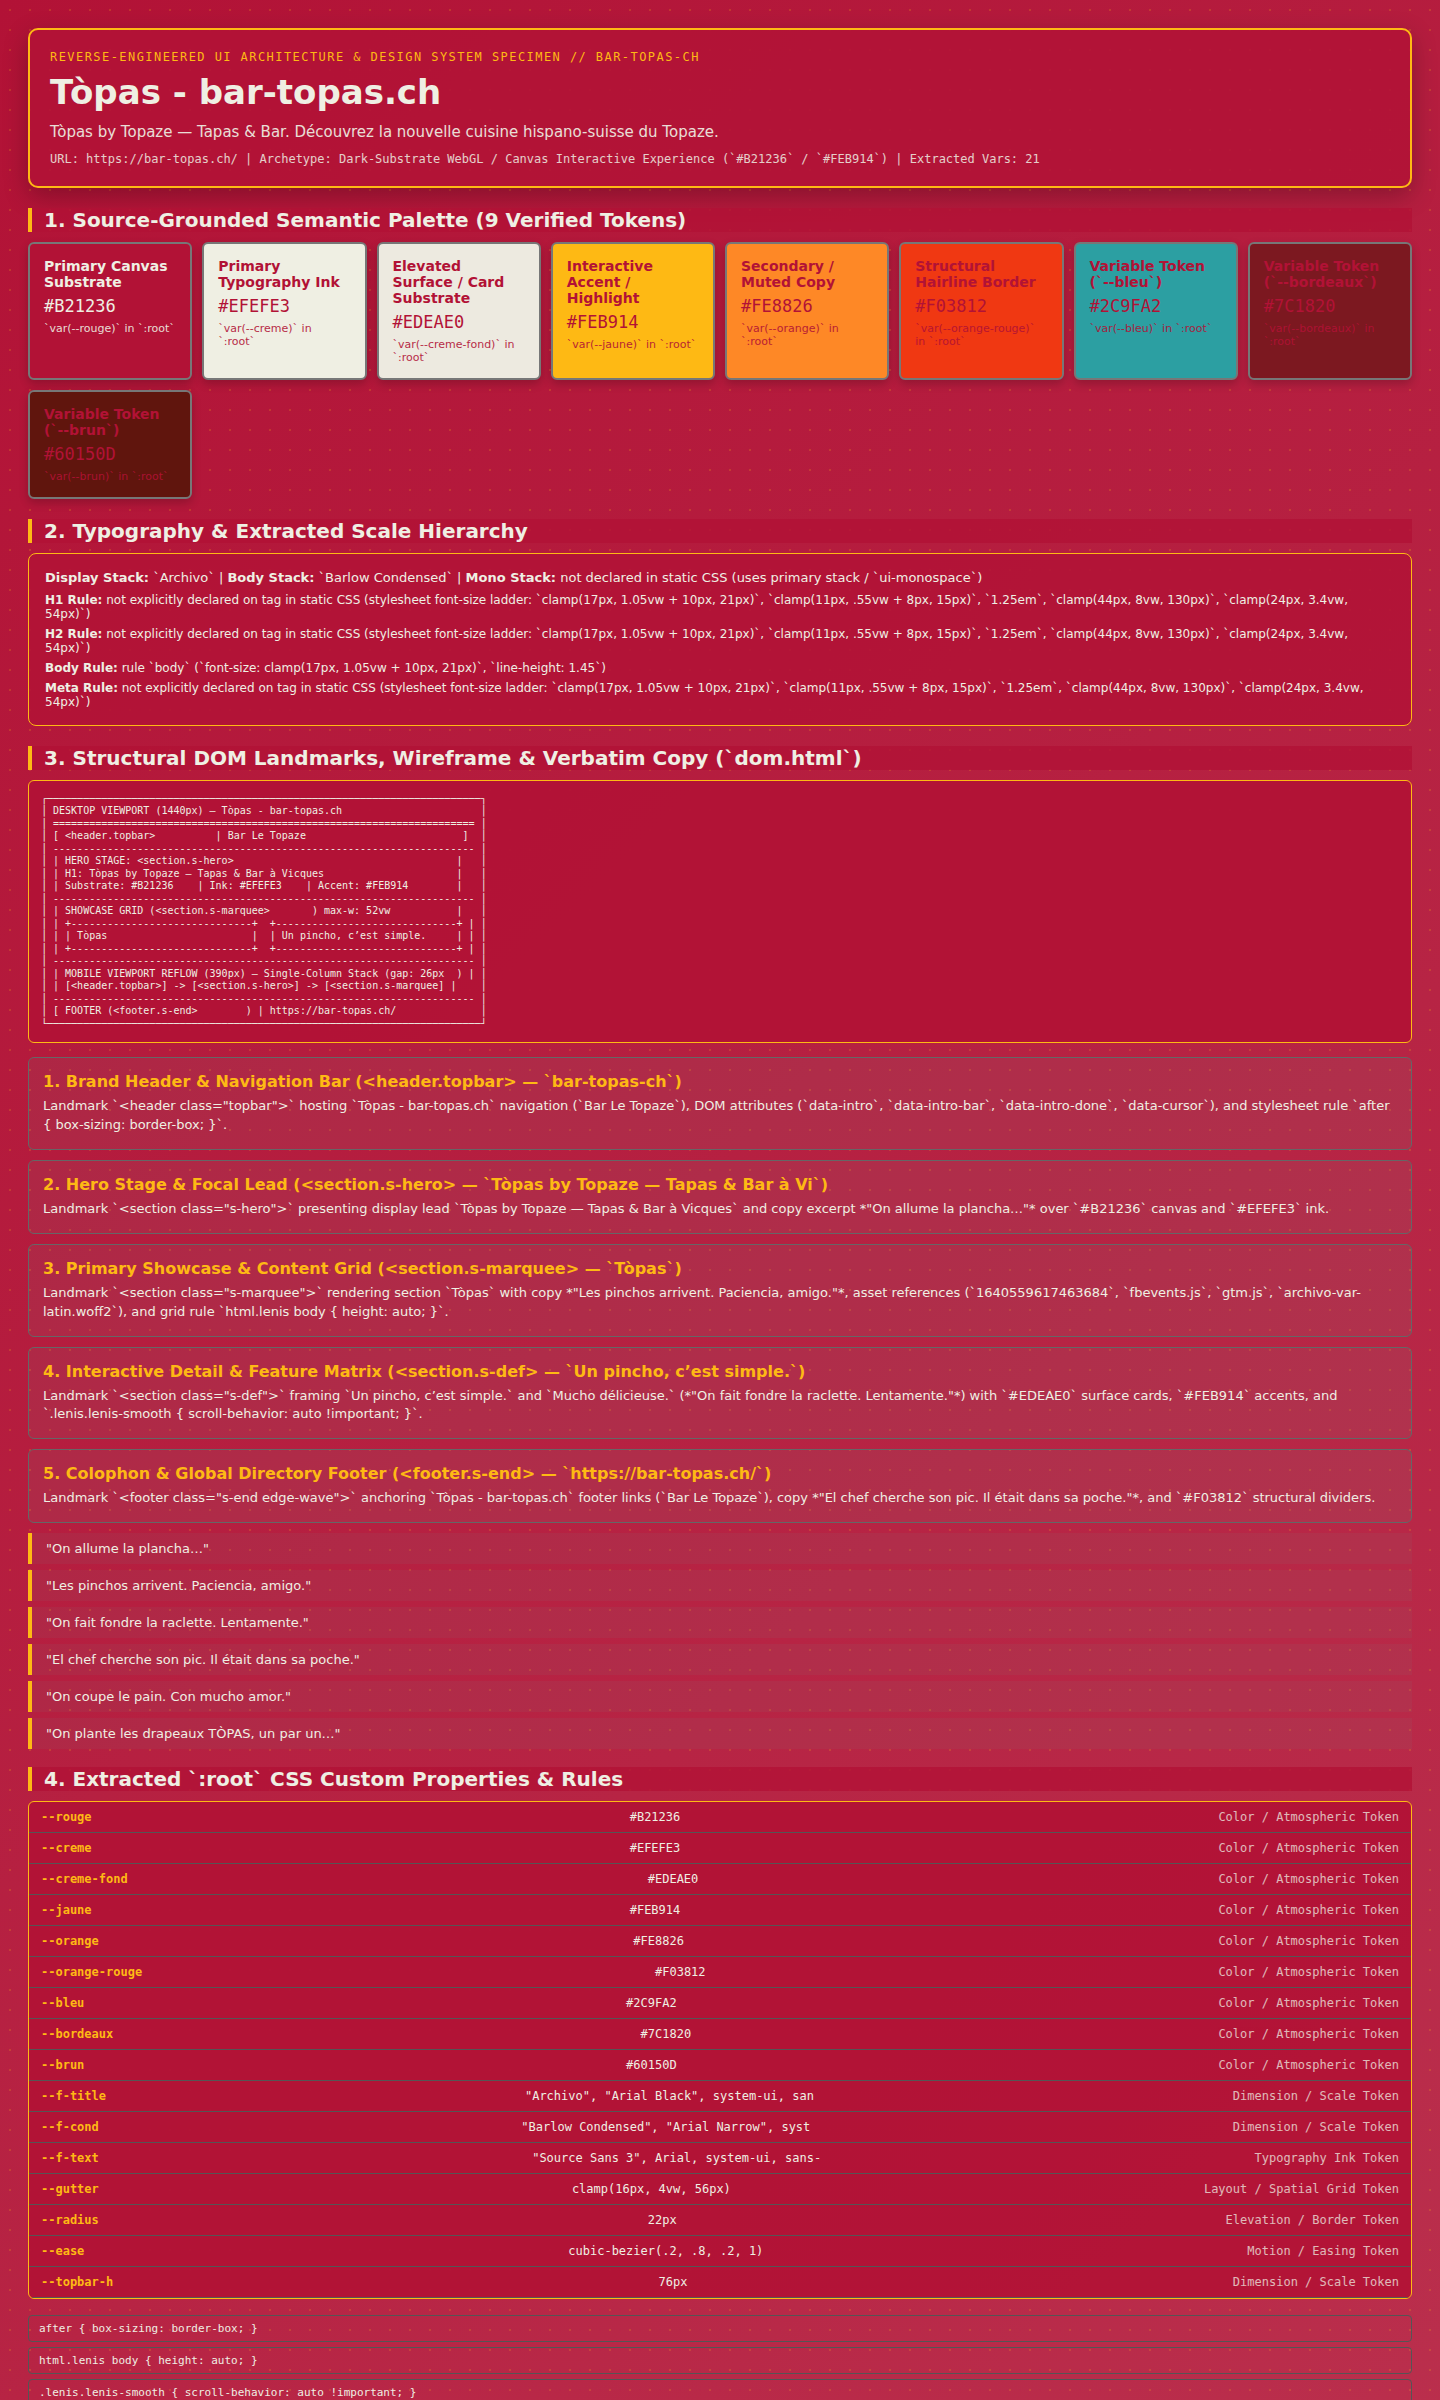 REVERSE-ENGINEERED UI ARCHITECTURE & DESIGN SYSTEM SPECIMEN // BAR-TOPAS-CH
Tòpas - bar-topas.ch
Tòpas by Topaze — Tapas & Bar. Découvrez la nouvelle cuisine hispano-suisse du Topaze.
URL: https://bar-topas.ch/ | Archetype: Dark-Substrate WebGL / Canvas Interactive Experience (`#B21236` / `#FEB914`) | Extracted Vars: 21
1. Source-Grounded Semantic Palette (9 Verified Tokens)
Primary Canvas
Substrate
#B21236
`var(--rouge)` in `:root`
Primary
Typography Ink
#EFEFE3
`var(--creme)` in
`:root`
Elevated
Surface / Card
Substrate
#EDEAE0
`var(--creme-fond)` in
`:root`
Interactive
Accent /
Highlight
#FEB914
`var(--jaune)` in `:root`
Secondary /
Muted Copy
#FE8826
`var(--orange)` in
`:root`
Structural
Hairline Border
#F03812
`var(--orange-rouge)`
in `:root`
Variable Token
(`--bleu`)
#2C9FA2
`var(--bleu)` in `:root`
Variable Token
(`--bordeaux`)
#7C1820
`var(--bordeaux)` in
`:root`
Variable Token
(`--brun`)
#60150D
`var(--brun)` in `:root`
2. Typography & Extracted Scale Hierarchy
Display Stack: `Archivo` | Body Stack: `Barlow Condensed` | Mono Stack: not declared in static CSS (uses primary stack / `ui-monospace`)
H1 Rule: not explicitly declared on tag in static CSS (stylesheet font-size ladder: `clamp(17px, 1.05vw + 10px, 21px)`, `clamp(11px, .55vw + 8px, 15px)`, `1.25em`, `clamp(44px, 8vw, 130px)`, `clamp(24px, 3.4vw,
54px)`)
H2 Rule: not explicitly declared on tag in static CSS (stylesheet font-size ladder: `clamp(17px, 1.05vw + 10px, 21px)`, `clamp(11px, .55vw + 8px, 15px)`, `1.25em`, `clamp(44px, 8vw, 130px)`, `clamp(24px, 3.4vw,
54px)`)
Body Rule: rule `body` (`font-size: clamp(17px, 1.05vw + 10px, 21px)`, `line-height: 1.45`)
Meta Rule: not explicitly declared on tag in static CSS (stylesheet font-size ladder: `clamp(17px, 1.05vw + 10px, 21px)`, `clamp(11px, .55vw + 8px, 15px)`, `1.25em`, `clamp(44px, 8vw, 130px)`, `clamp(24px, 3.4vw,
54px)`)
3. Structural DOM Landmarks, Wireframe & Verbatim Copy (`dom.html`)
DESKTOP VIEWPORT (1440px) — Tòpas - bar-topas.ch
======================================================================
[ <header.topbar> | Bar Le Topaze ]
----------------------------------------------------------------------
| HERO STAGE: <section.s-hero> |
| H1: Tòpas by Topaze — Tapas & Bar à Vicques |
| Substrate: #B21236 | Ink: #EFEFE3 | Accent: #FEB914 |
----------------------------------------------------------------------
| SHOWCASE GRID (<section.s-marquee> ) max-w: 52vw |
| +------------------------------+ +------------------------------+ |
| | Tòpas | | Un pincho, c’est simple. | |
| +------------------------------+ +------------------------------+ |
----------------------------------------------------------------------
| MOBILE VIEWPORT REFLOW (390px) — Single-Column Stack (gap: 26px ) |
| [<header.topbar>] -> [<section.s-hero>] -> [<section.s-marquee] |
----------------------------------------------------------------------
[ FOOTER (<footer.s-end> ) | https://bar-topas.ch/
1. Brand Header & Navigation Bar (<header.topbar> — `bar-topas-ch`)
Landmark `<header class="topbar">` hosting `Tòpas - bar-topas.ch` navigation (`Bar Le Topaze`), DOM attributes (`data-intro`, `data-intro-bar`, `data-intro-done`, `data-cursor`), and stylesheet rule `after
{ box-sizing: border-box; }`.
2. Hero Stage & Focal Lead (<section.s-hero> — `Tòpas by Topaze — Tapas & Bar à Vi`)
Landmark `<section class="s-hero">` presenting display lead `Tòpas by Topaze — Tapas & Bar à Vicques` and copy excerpt *"On allume la plancha…"* over `#B21236` canvas and `#EFEFE3` ink.
3. Primary Showcase & Content Grid (<section.s-marquee> — `Tòpas`)
Landmark `<section class="s-marquee">` rendering section `Tòpas` with copy *"Les pinchos arrivent. Paciencia, amigo."*, asset references (`1640559617463684`, `fbevents.js`, `gtm.js`, `archivo-var-
latin.woff2`), and grid rule `html.lenis body { height: auto; }`.
4. Interactive Detail & Feature Matrix (<section.s-def> — `Un pincho, c’est simple.`)
Landmark `<section class="s-def">` framing `Un pincho, c’est simple.` and `Mucho délicieuse.` (*"On fait fondre la raclette. Lentamente."*) with `#EDEAE0` surface cards, `#FEB914` accents, and
`.lenis.lenis-smooth { scroll-behavior: auto !important; }`.
5. Colophon & Global Directory Footer (<footer.s-end> — `https://bar-topas.ch/`)
Landmark `<footer class="s-end edge-wave">` anchoring `Tòpas - bar-topas.ch` footer links (`Bar Le Topaze`), copy *"El chef cherche son pic. Il était dans sa poche."*, and `#F03812` structural dividers.
"On allume la plancha…"
"Les pinchos arrivent. Paciencia, amigo."
"On fait fondre la raclette. Lentamente."
"El chef cherche son pic. Il était dans sa poche."
"On coupe le pain. Con mucho amor."
"On plante les drapeaux TÒPAS, un par un…"
4. Extracted `:root` CSS Custom Properties & Rules
--rouge #B21236 Color / Atmospheric Token
--creme #EFEFE3 Color / Atmospheric Token
--creme-fond #EDEAE0 Color / Atmospheric Token
--jaune #FEB914 Color / Atmospheric Token
--orange #FE8826 Color / Atmospheric Token
--orange-rouge #F03812 Color / Atmospheric Token
--bleu #2C9FA2 Color / Atmospheric Token
--bordeaux #7C1820 Color / Atmospheric Token
--brun #60150D Color / Atmospheric Token
--f-title "Archivo", "Arial Black", system-ui, san Dimension / Scale Token
--f-cond "Barlow Condensed", "Arial Narrow", syst Dimension / Scale Token
--f-text "Source Sans 3", Arial, system-ui, sans- Typography Ink Token
--gutter clamp(16px, 4vw, 56px) Layout / Spatial Grid Token
--radius 22px Elevation / Border Token
--ease cubic-bezier(.2, .8, .2, 1) Motion / Easing Token
--topbar-h 76px Dimension / Scale Token
after { box-sizing: border-box; }
html.lenis body { height: auto; }
.lenis.lenis-smooth { scroll-behavior: auto !important; }